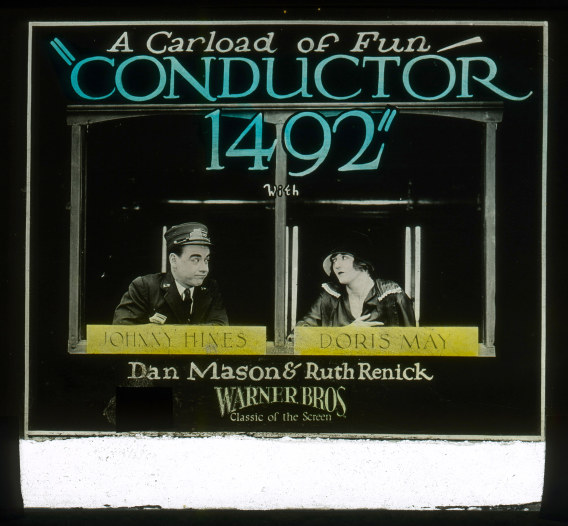 A Carload of Fun
"CONDUCTOR
1492"
With
JOHNNY HINES
DORIS MAY
Dan Mason & Ruth Renick
WARNER BROS.
Classic of the Screen